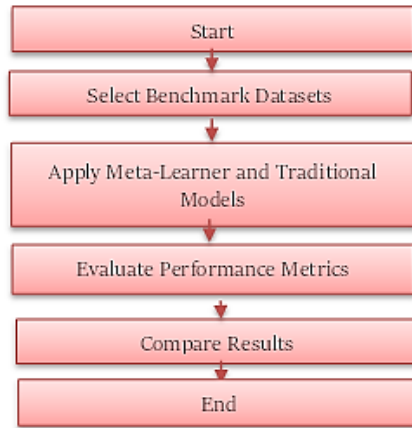 Start
Select Benchmark Datasets
Apply Meta-Learner and Traditional
Models
Evaluate Performance Metrics
Compare Results
End